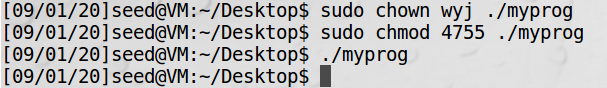 [09/01/20]seed@VM:~/Desktop$ sudo chown wyj ./myprog
[09/01/20]seed@VM:~/Desktop$ sudo chmod 4755 ./myprog
[09/01/20]seed@VM:~/Desktop$ ./myprog
[09/01/20]seed@VM:~/Desktop$